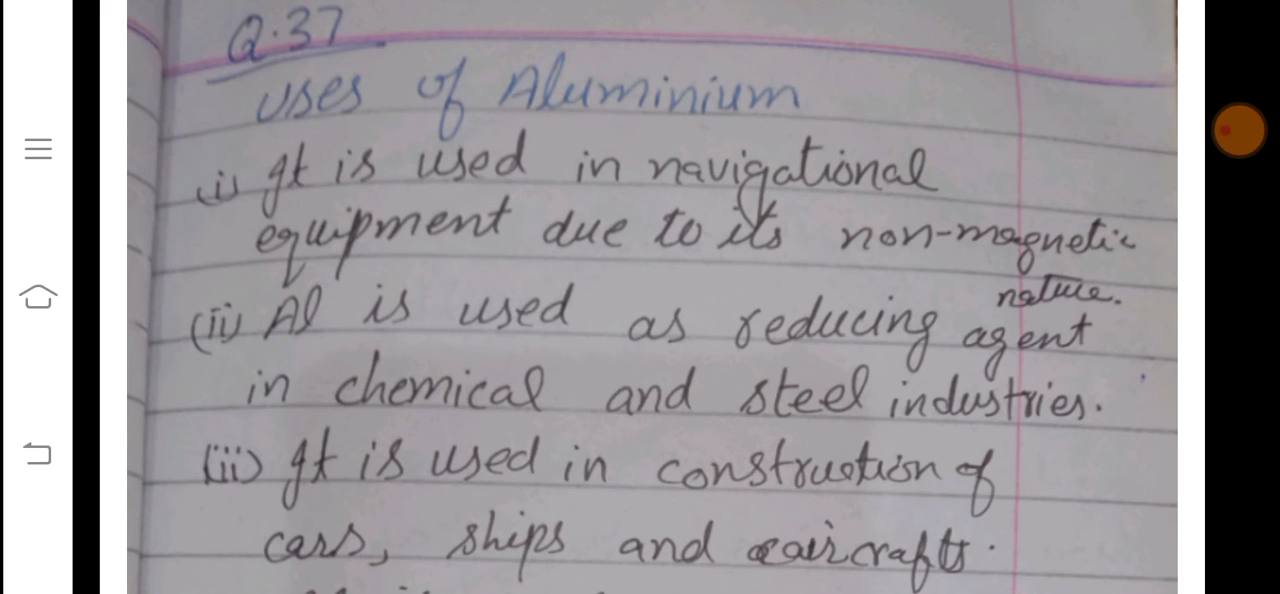 Q.37
Uses of Aluminium
(i) It is used in navigational
equipment due to its non-magnetic
nature.
(ii) Al is used as reducing agent
in chemical and steel industries.
(iii) It is used in construction of
cars, ships and aircrafts.